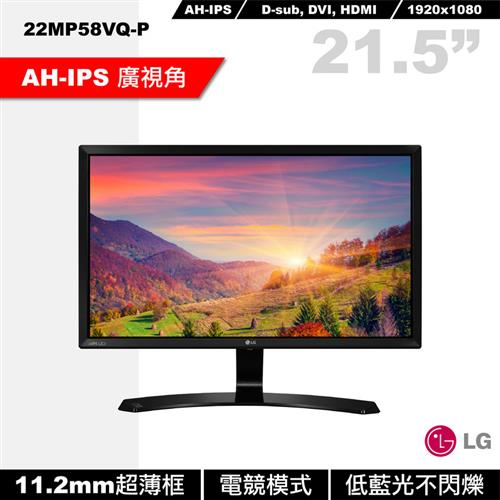 22MP58VQ-P
AH-IPS
D-sub, DVI, HDMI
1920x1080
AH-IPS 廣視角
21.5”
LG
LG
11.2mm超薄框
電競模式
低藍光不閃爍